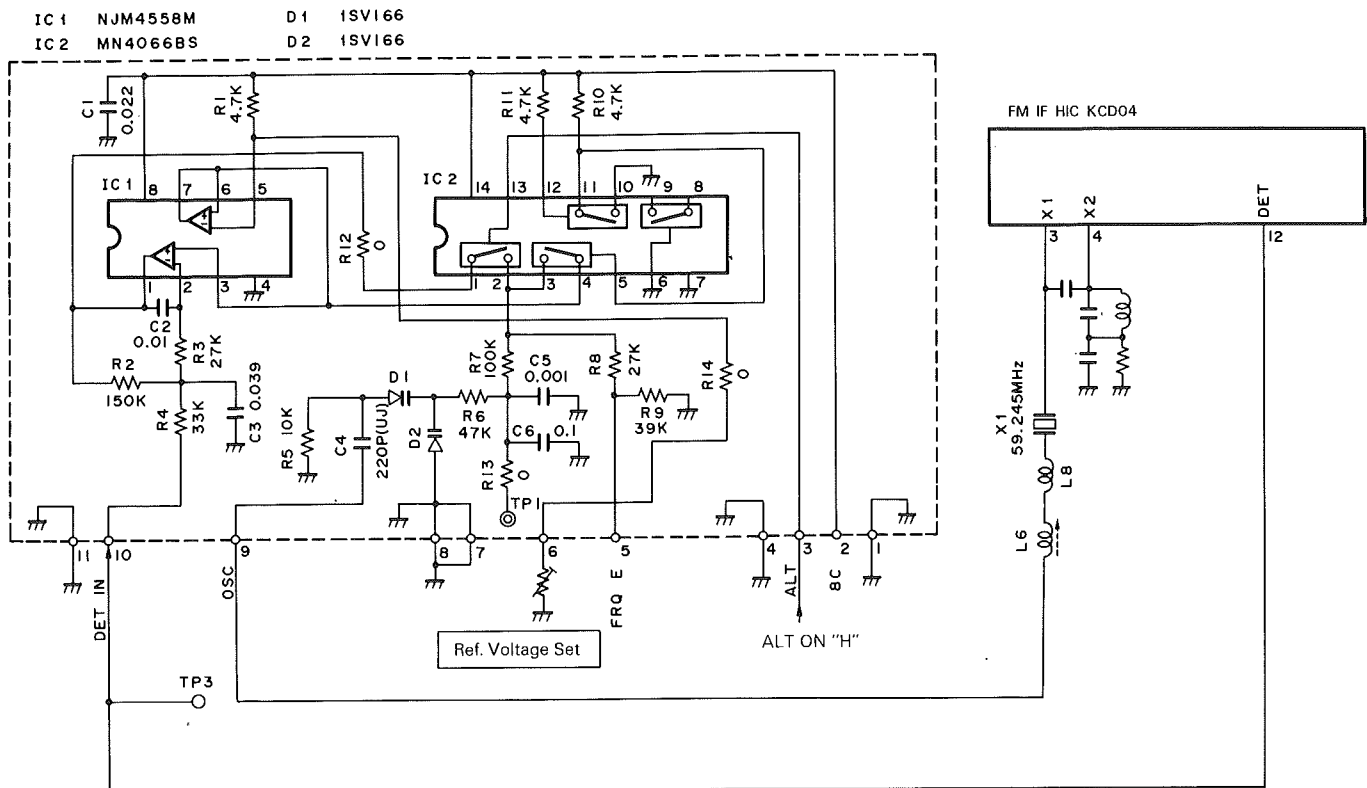 IC1 NJM4558M D1 1SV166
IC2 MN4066BS D2 1SV166
C1 0.022
R1 4.7K
R11 4.7K
R10 4.7K
FM IF HIC KCD04
IC1
8 7 6 5
IC2
14 13 12 11 10 9 8
X1 X2 DET
3 4 12
R12 0
1 2 3 4
1 2 3 4 5 6 7
C2 0.01
R3 27K
R2 150K
R4 33K
C3 0.039
R5 10K
C4 220P(UJ)
D1
D2
R6 47K
R7 100K
C5 0.001
C6 0.1
R8 27K
R9 39K
R14 0
R13 0
TP1
X1 59.245MHz
L8
L6
11 10 9 8 7 6 5 4 3 2 1
DET IN
OSC
FRQ E
ALT
8C
Ref. Voltage Set
ALT ON "H"
TP3